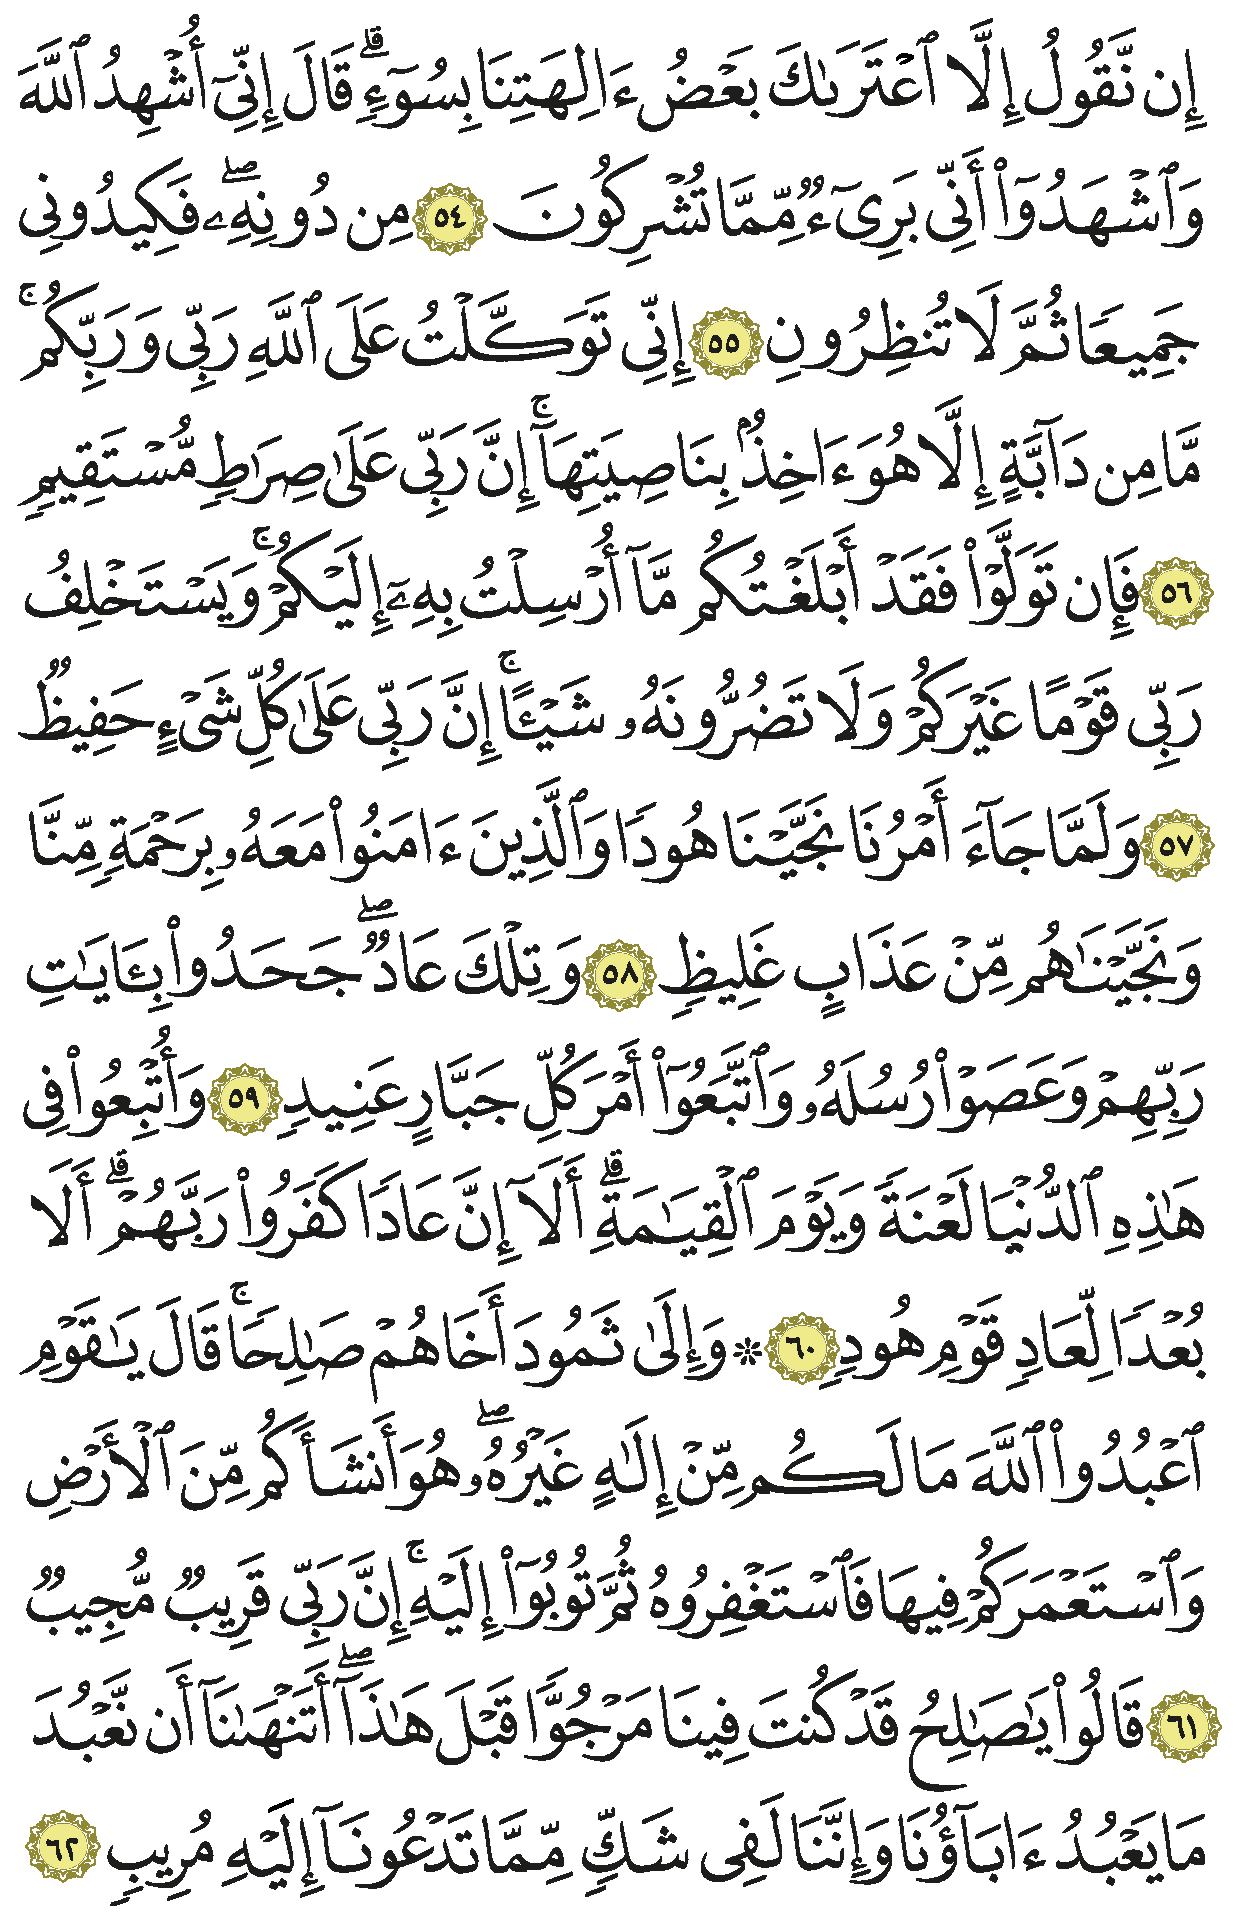 إِن نَّقُولُ إِلَّا ٱعۡتَرَىٰكَ بَعۡضُ ءَالِهَتِنَا بِسُوٓءٖۗ قَالَ إِنِّيٓ أُشۡهِدُ ٱللَّهَ
وَٱشۡهَدُوٓاْ أَنِّي بَرِيٓءٞ مِّمَّا تُشۡرِكُونَ ٥٤ مِن دُونِهِۦۖ فَكِيدُونِي
جَمِيعٗا ثُمَّ لَا تُنظِرُونِ ٥٥ إِنِّي تَوَكَّلۡتُ عَلَى ٱللَّهِ رَبِّي وَرَبِّكُمۚ
مَّا مِن دَآبَّةٍ إِلَّا هُوَ ءَاخِذُۢ بِنَاصِيَتِهَآۚ إِنَّ رَبِّي عَلَىٰ صِرَٰطٖ مُّسۡتَقِيمٖ
٥٦ فَإِن تَوَلَّوۡاْ فَقَدۡ أَبۡلَغۡتُكُم مَّآ أُرۡسِلۡتُ بِهِۦٓ إِلَيۡكُمۡۚ وَيَسۡتَخۡلِفُ
رَبِّي قَوۡمًا غَيۡرَكُمۡ وَلَا تَضُرُّونَهُۥ شَيۡـًٔاۚ إِنَّ رَبِّي عَلَىٰ كُلِّ شَيۡءٍ حَفِيظٞ
٥٧ وَلَمَّا جَآءَ أَمۡرُنَا نَجَّيۡنَا هُودٗا وَٱلَّذِينَ ءَامَنُواْ مَعَهُۥ بِرَحۡمَةٖ مِّنَّا
وَنَجَّيۡنَٰهُم مِّنۡ عَذَابٍ غَلِيظٖ ٥٨ وَتِلۡكَ عَادٞۖ جَحَدُواْ بِـَٔايَٰتِ
رَبِّهِمۡ وَعَصَوۡاْ رُسُلَهُۥ وَٱتَّبَعُوٓاْ أَمۡرَ كُلِّ جَبَّارٍ عَنِيدٖ ٥٩ وَأُتۡبِعُواْ فِي
هَٰذِهِ ٱلدُّنۡيَا لَعۡنَةٗ وَيَوۡمَ ٱلۡقِيَٰمَةِۗ أَلَآ إِنَّ عَادٗا كَفَرُواْ رَبَّهُمۡۗ أَلَا
بُعۡدٗا لِّعَادٖ قَوۡمِ هُودٖ ٦٠ ۞ وَإِلَىٰ ثَمُودَ أَخَاهُمۡ صَٰلِحٗاۚ قَالَ يَٰقَوۡمِ
ٱعۡبُدُواْ ٱللَّهَ مَا لَكُم مِّنۡ إِلَٰهٍ غَيۡرُهُۥۖ هُوَ أَنشَأَكُم مِّنَ ٱلۡأَرۡضِ
وَٱسۡتَعۡمَرَكُمۡ فِيهَا فَٱسۡتَغۡفِرُوهُ ثُمَّ تُوبُوٓاْ إِلَيۡهِۚ إِنَّ رَبِّي قَرِيبٞ مُّجِيبٞ
٦١ قَالُواْ يَٰصَٰلِحُ قَدۡ كُنتَ فِينَا مَرۡجُوّٗا قَبۡلَ هَٰذَآۖ أَتَنۡهَىٰنَآ أَن نَّعۡبُدَ
مَا يَعۡبُدُ ءَابَآؤُنَا وَإِنَّنَا لَفِي شَكّٖ مِّمَّا تَدۡعُونَآ إِلَيۡهِ مُرِيبٖ ٦٢